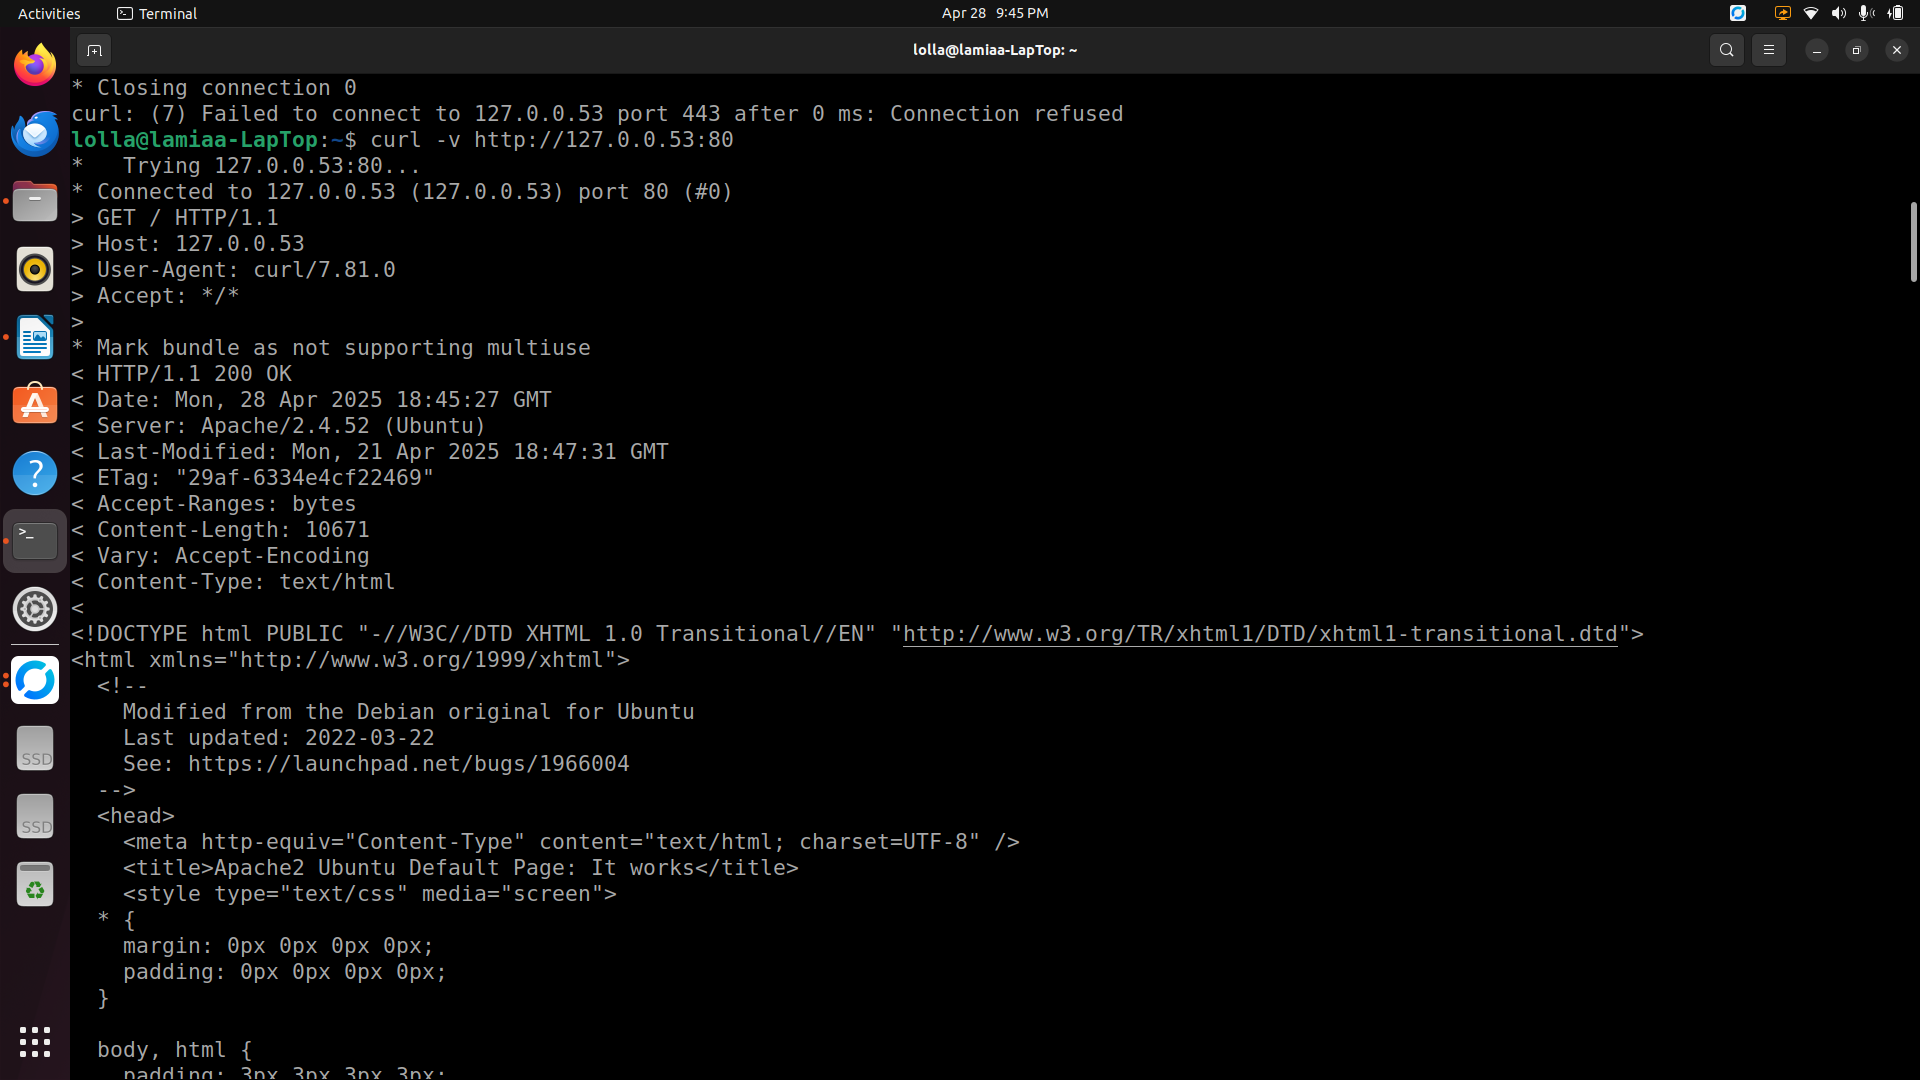 Activities
Terminal
Apr 28 9:45 PM
lolla@lamiaa-LapTop: ~
* Closing connection 0
curl: (7) Failed to connect to 127.0.0.53 port 443 after 0 ms: Connection refused
lolla@lamiaa-LapTop:~$ curl -v http://127.0.0.53:80
*   Trying 127.0.0.53:80...
* Connected to 127.0.0.53 (127.0.0.53) port 80 (#0)
> GET / HTTP/1.1
> Host: 127.0.0.53
> User-Agent: curl/7.81.0
> Accept: */*
>
* Mark bundle as not supporting multiuse
< HTTP/1.1 200 OK
< Date: Mon, 28 Apr 2025 18:45:27 GMT
< Server: Apache/2.4.52 (Ubuntu)
< Last-Modified: Mon, 21 Apr 2025 18:47:31 GMT
< ETag: "29af-6334e4cf22469"
< Accept-Ranges: bytes
< Content-Length: 10671
< Vary: Accept-Encoding
< Content-Type: text/html
<
<!DOCTYPE html PUBLIC "-//W3C//DTD XHTML 1.0 Transitional//EN" "http://www.w3.org/TR/xhtml1/DTD/xhtml1-transitional.dtd">
<html xmlns="http://www.w3.org/1999/xhtml">
  <!--
    Modified from the Debian original for Ubuntu
    Last updated: 2022-03-22
    See: https://launchpad.net/bugs/1966004
  -->
  <head>
    <meta http-equiv="Content-Type" content="text/html; charset=UTF-8" />
    <title>Apache2 Ubuntu Default Page: It works</title>
    <style type="text/css" media="screen">
  * {
    margin: 0px 0px 0px 0px;
    padding: 0px 0px 0px 0px;
  }

  body, html {
    padding: 3px 3px 3px 3px;
SSD
SSD